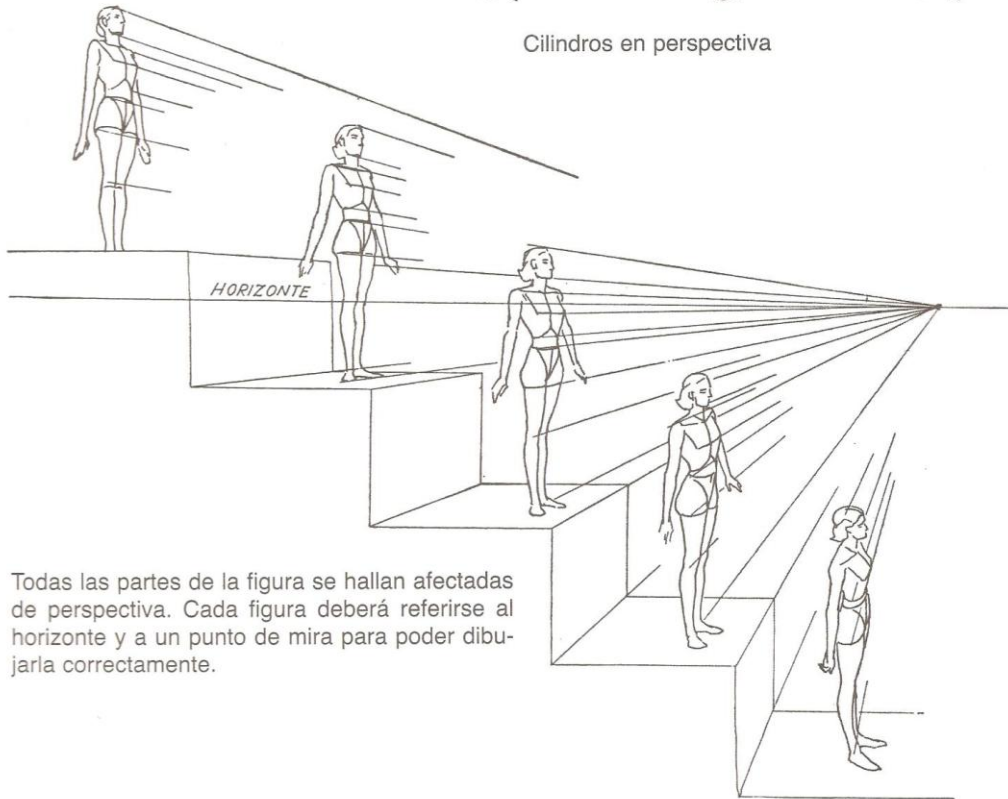 Cilindros en perspectiva
HORIZONTE
Todas las partes de la figura se hallan afectadas
de perspectiva. Cada figura deberá referirse al
horizonte y a un punto de mira para poder dibu-
jarla correctamente.